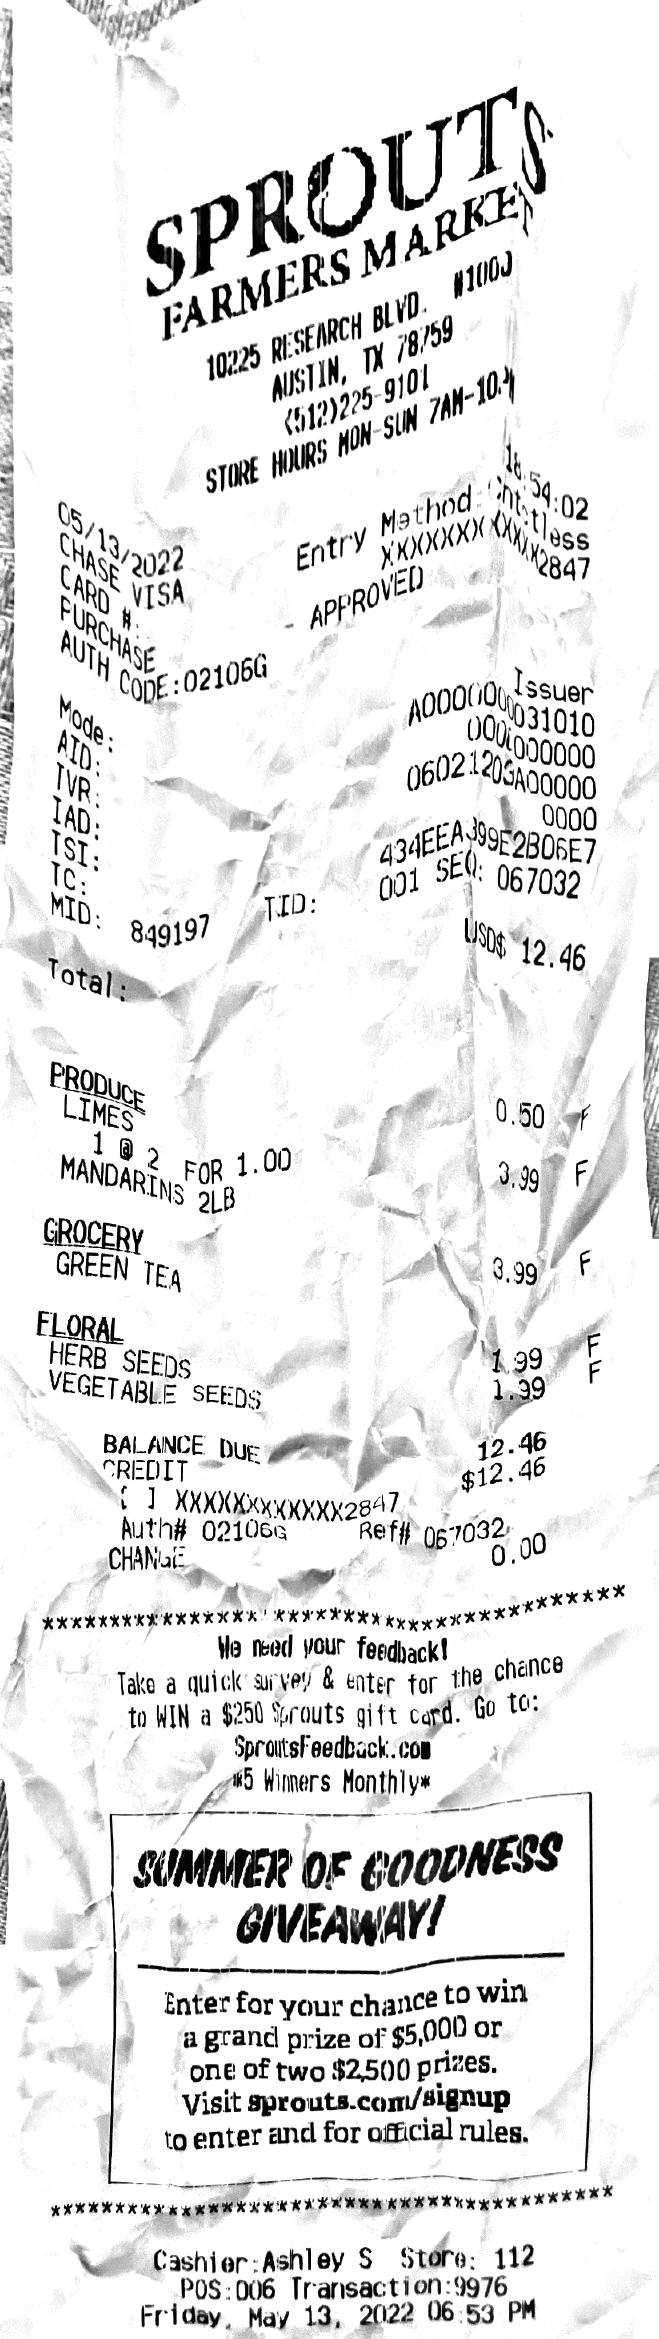 SPROUTS
FARMERS MARKET
10225 RESEARCH BLVD. #1000
AUSTIN, TX 78759
(512)225-9101
STORE HOURS MON-SUN 7AM-10
05/13/2022 18:54:02
CHASE VISA Entry Method: Cntctless
CARD #: XXXXXXXXXXXX2847
PURCHASE - APPROVED
AUTH CODE:02106G
Mode: Issuer
AID: A0000000031010
TVR: 0000000000
IAD: 06021203A00000
TSI: 0000
TC: 434EEA399E2B06E7
MID: 849197 TID: 001 SEQ: 067032
Total: USD$ 12.46
PRODUCE
LIMES 0.50 F
1 @ 2 FOR 1.00
MANDARINS 2LB 3.99 F
GROCERY
GREEN TEA 3.99 F
FLORAL
HERB SEEDS 1.99 F
VEGETABLE SEEDS 1.99 F
BALANCE DUE 12.46
CREDIT $12.46
[ ] XXXXXXXXXXXX2847
Auth# 02106G Ref# 067032
CHANGE 0.00
********************************************
We need your feedback!
Take a quick survey & enter for the chance
to WIN a $250 Sprouts gift card. Go to:
SproutsFeedback.com
*5 Winners Monthly*
SUMMER OF GOODNESS
GIVEAWAY!
Enter for your chance to win
a grand prize of $5,000 or
one of two $2,500 prizes.
Visit sprouts.com/signup
to enter and for official rules.
********************************************
Cashier:Ashley S Store: 112
POS:006 Transaction:9976
Friday, May 13, 2022 06:53 PM